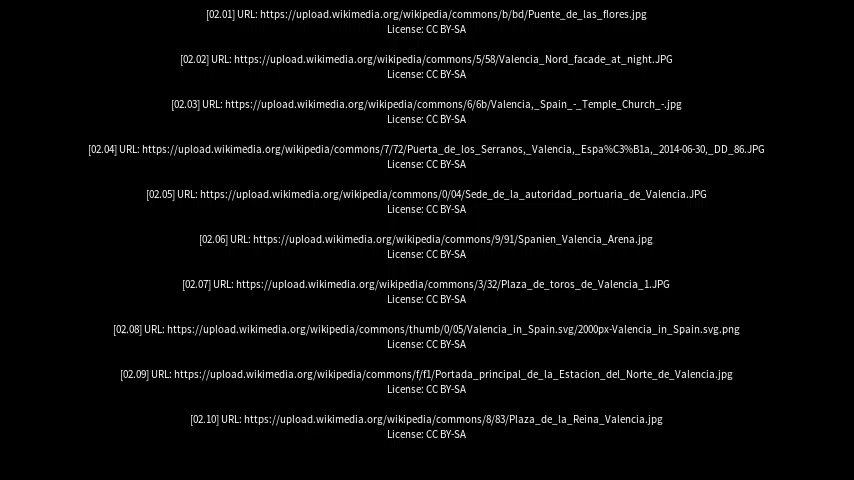 [02.01] URL: https://upload.wikimedia.org/wikipedia/commons/b/bd/Puente_de_las_flores.jpg
License: CC BY-SA
[02.02] URL: https://upload.wikimedia.org/wikipedia/commons/5/58/Valencia_Nord_facade_at_night.JPG
License: CC BY-SA
[02.03] URL: https://upload.wikimedia.org/wikipedia/commons/6/6b/Valencia,_Spain_-_Temple_Church_-.jpg
License: CC BY-SA
[02.04] URL: https://upload.wikimedia.org/wikipedia/commons/7/72/Puerta_de_los_Serranos,_Valencia,_Espa%C3%B1a,_2014-06-30,_DD_86.JPG
License: CC BY-SA
[02.05] URL: https://upload.wikimedia.org/wikipedia/commons/0/04/Sede_de_la_autoridad_portuaria_de_Valencia.JPG
License: CC BY-SA
[02.06] URL: https://upload.wikimedia.org/wikipedia/commons/9/91/Spanien_Valencia_Arena.jpg
License: CC BY-SA
[02.07] URL: https://upload.wikimedia.org/wikipedia/commons/3/32/Plaza_de_toros_de_Valencia_1.JPG
License: CC BY-SA
[02.08] URL: https://upload.wikimedia.org/wikipedia/commons/thumb/0/05/Valencia_in_Spain.svg/2000px-Valencia_in_Spain.svg.png
License: CC BY-SA
[02.09] URL: https://upload.wikimedia.org/wikipedia/commons/f/f1/Portada_principal_de_la_Estacion_del_Norte_de_Valencia.jpg
License: CC BY-SA
[02.10] URL: https://upload.wikimedia.org/wikipedia/commons/8/83/Plaza_de_la_Reina_Valencia.jpg
License: CC BY-SA